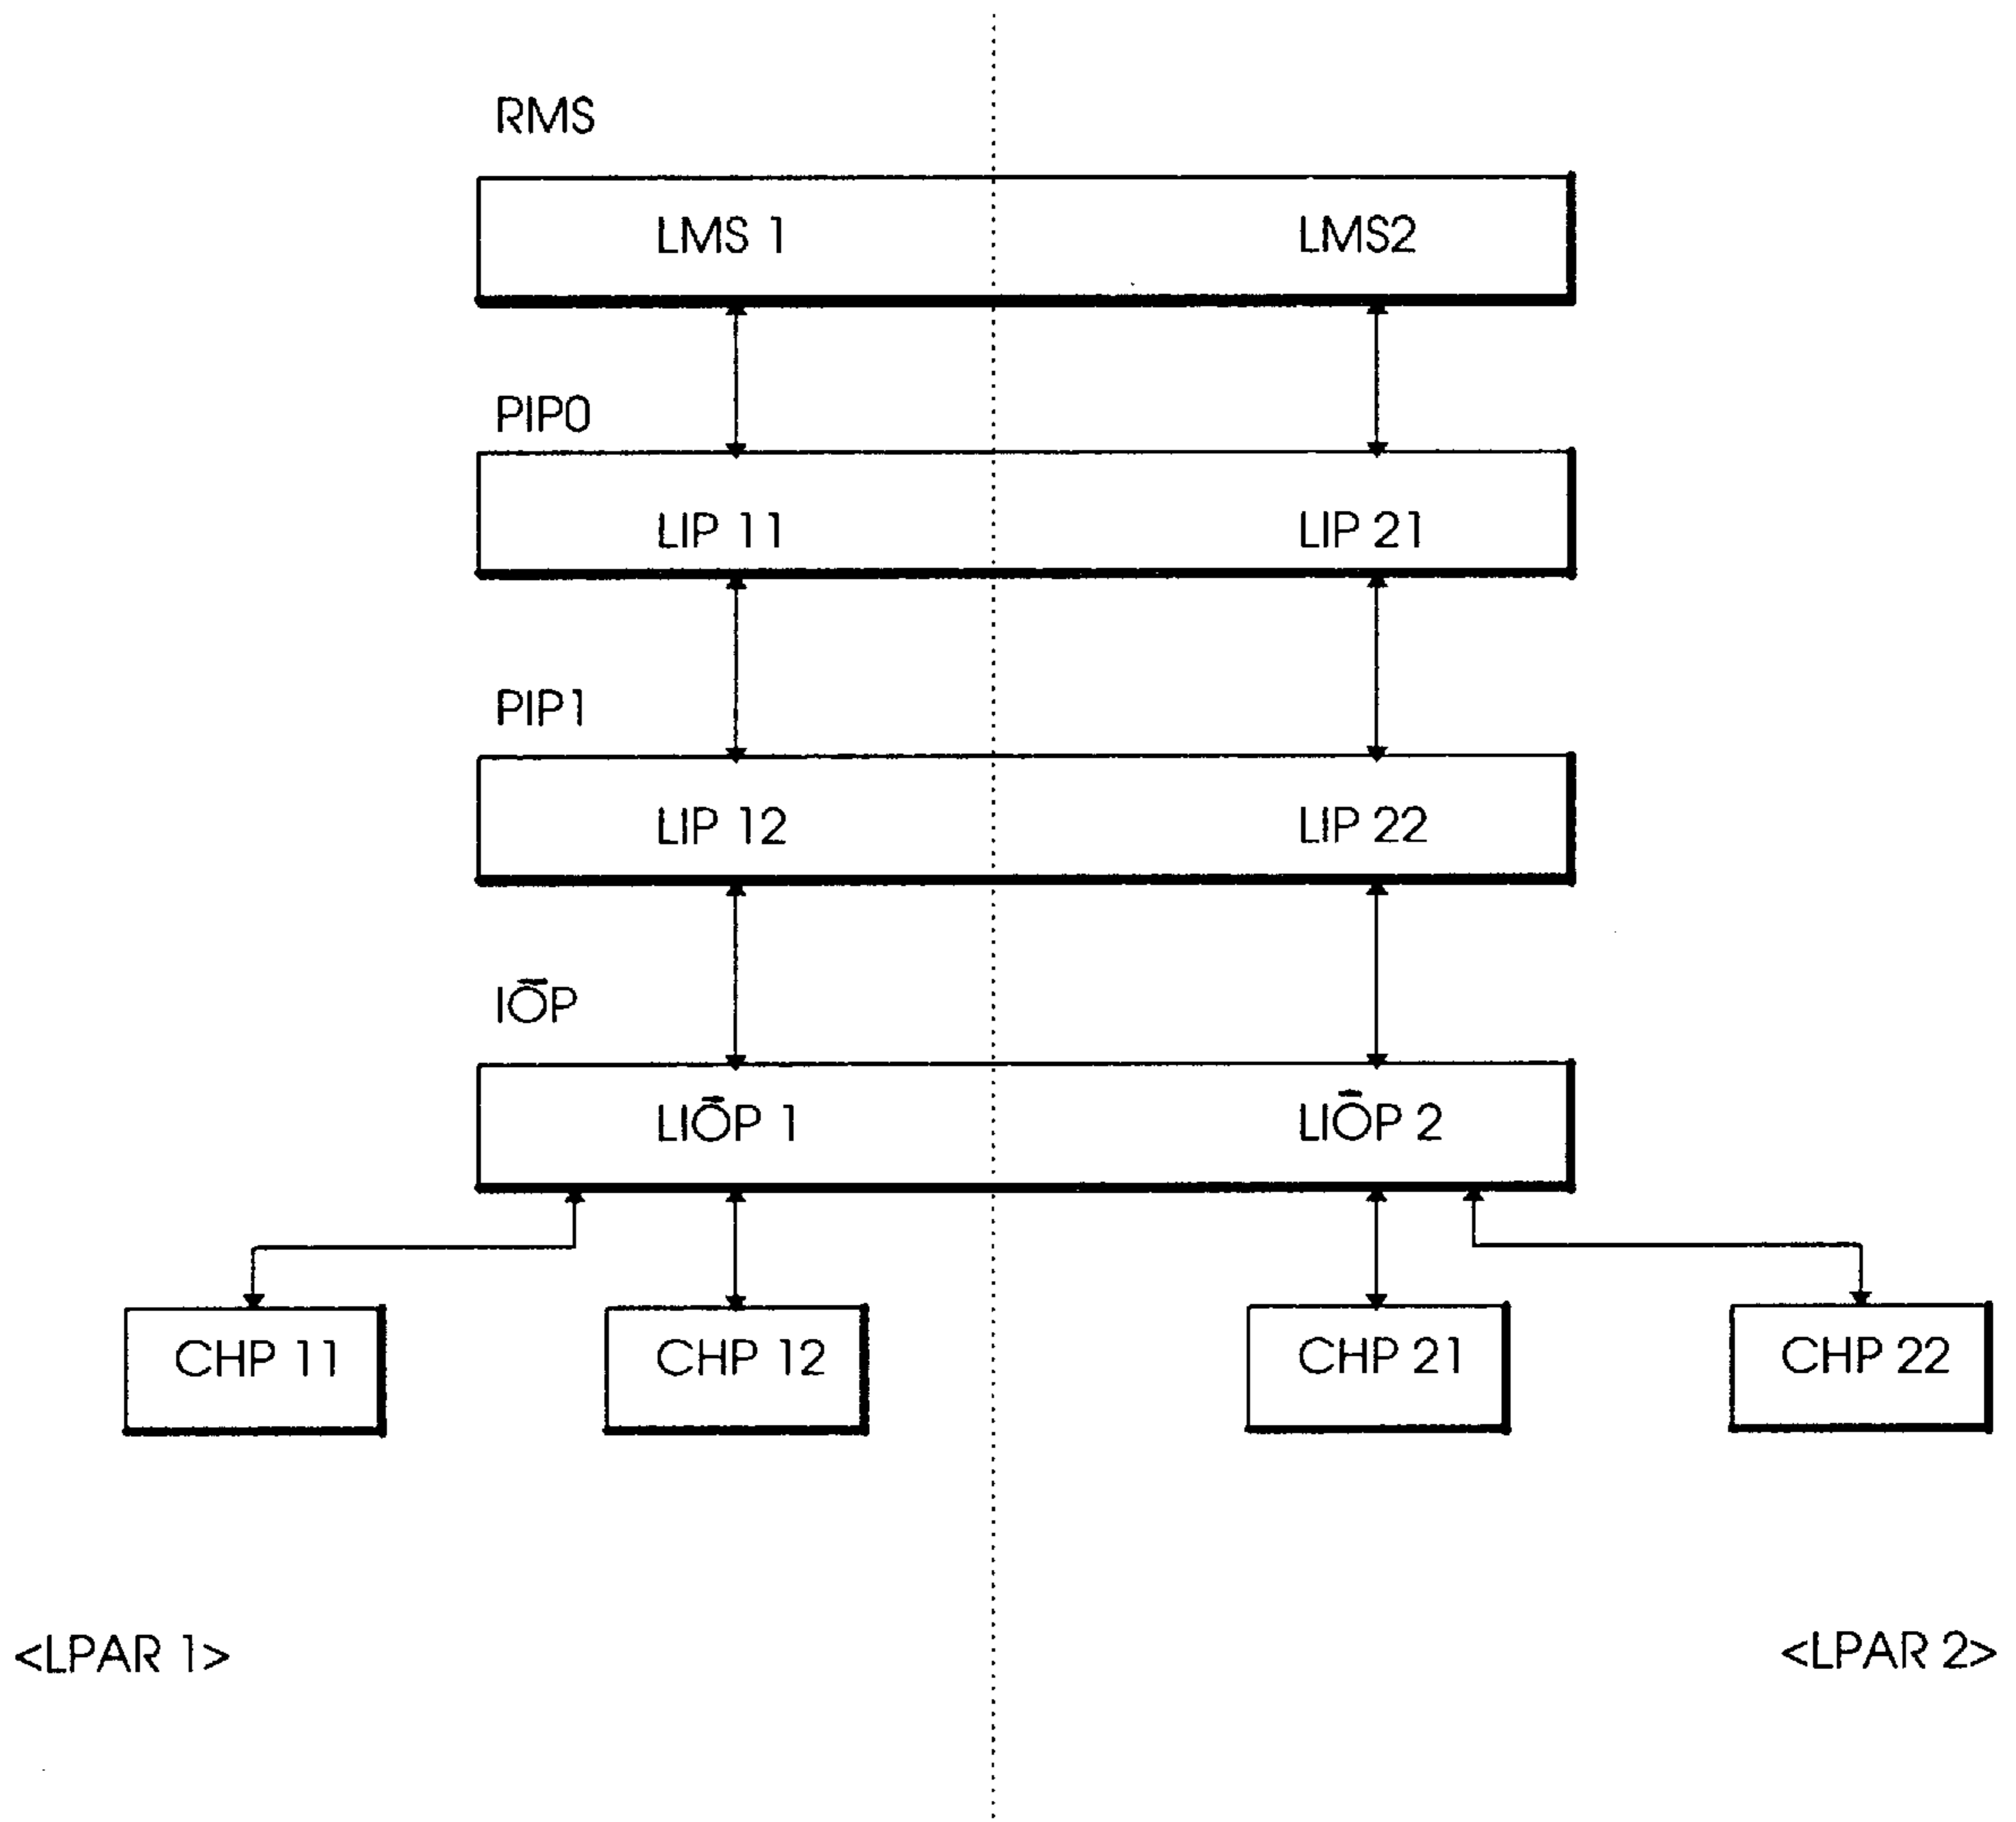 RMS
LMS 1 LMS2
PIP0
LIP 11 LIP 21
PIP1
LIP 12 LIP 22
IŌP
LIŌP 1 LIŌP 2
CHP 11 CHP 12 CHP 21 CHP 22
<LPAR 1> <LPAR 2>